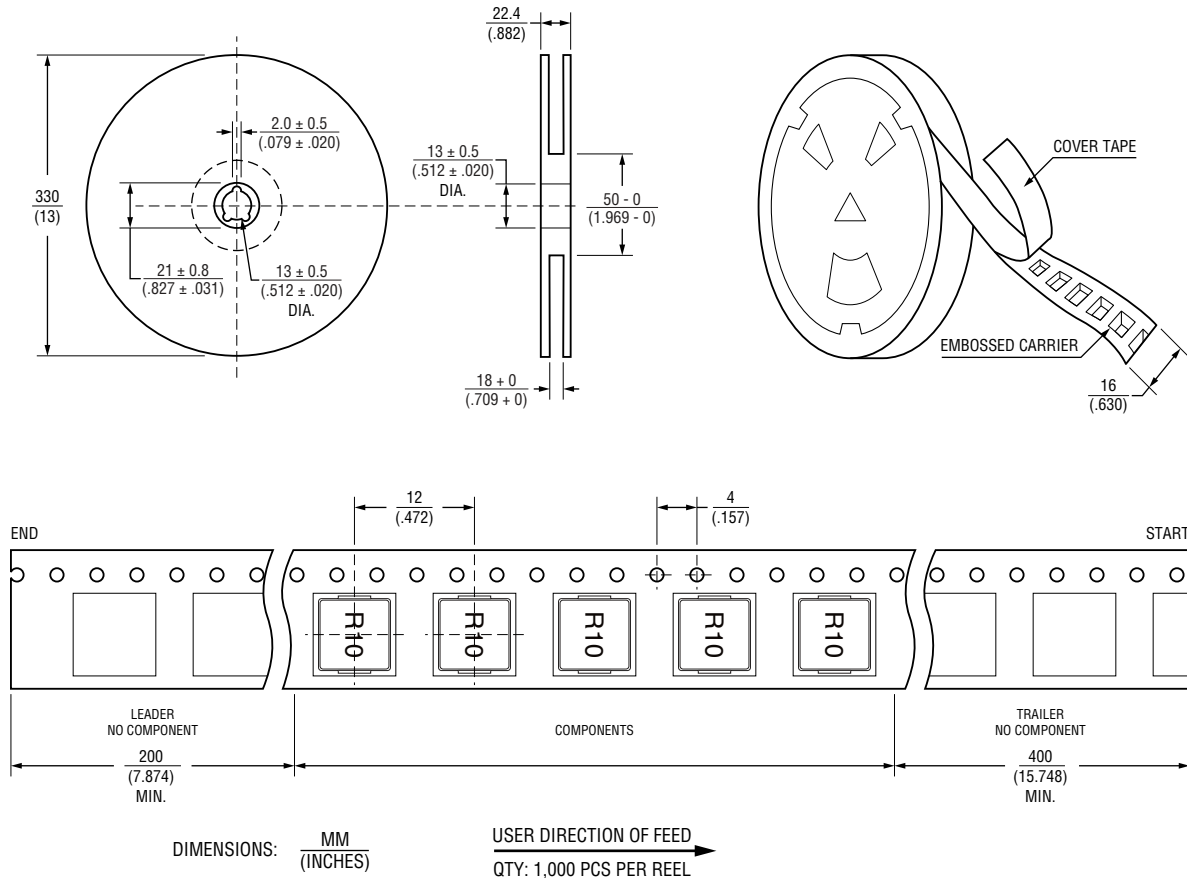 22.4
(.882)
2.0 ± 0.5
(.079 ± .020)
330
(13)
21 ± 0.8
(.827 ± .031)
13 ± 0.5
(.512 ± .020)
DIA.
13 ± 0.5
(.512 ± .020)
DIA.
50 - 0
(1.969 - 0)
18 + 0
(.709 + 0)
COVER TAPE
EMBOSSED CARRIER
16
(.630)
12
(.472)
4
(.157)
END
START
R10
R10
R10
R10
R10
LEADER
NO COMPONENT
COMPONENTS
TRAILER
NO COMPONENT
200
(7.874)
MIN.
400
(15.748)
MIN.
DIMENSIONS:
MM
(INCHES)
USER DIRECTION OF FEED
QTY: 1,000 PCS PER REEL